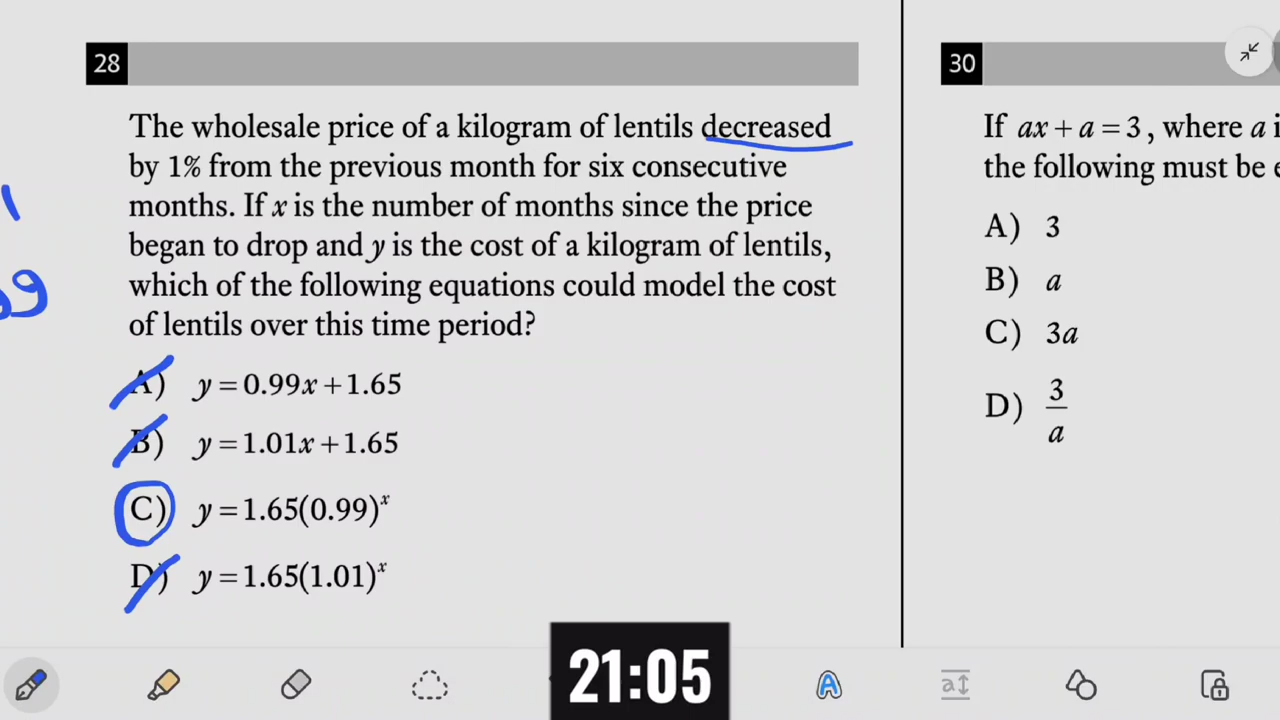 28
The wholesale price of a kilogram of lentils decreased
by 1% from the previous month for six consecutive
months. If x is the number of months since the price
began to drop and y is the cost of a kilogram of lentils,
which of the following equations could model the cost
of lentils over this time period?
A) y = 0.99x + 1.65
B) y = 1.01x + 1.65
C) y = 1.65(0.99)^x
D) y = 1.65(1.01)^x
30
If ax + a = 3, where a i
the following must be e
A) 3
B) a
C) 3a
D) 3/a
21:05
A
a